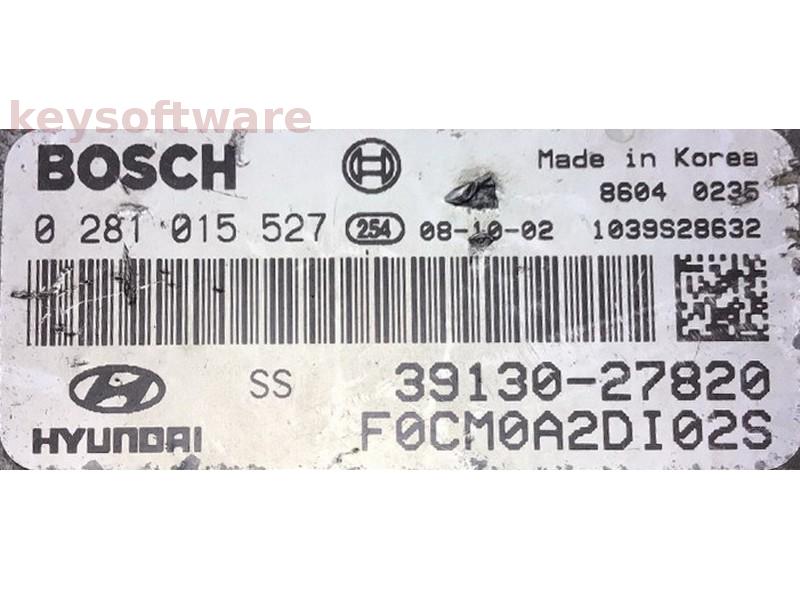 keysoftware
BOSCH
Made in Korea
8604 0235
0 281 015 527 254 08-10-02 1039S28632
SS 39130-27820
HYUNDAI F0CM0A2DI02S